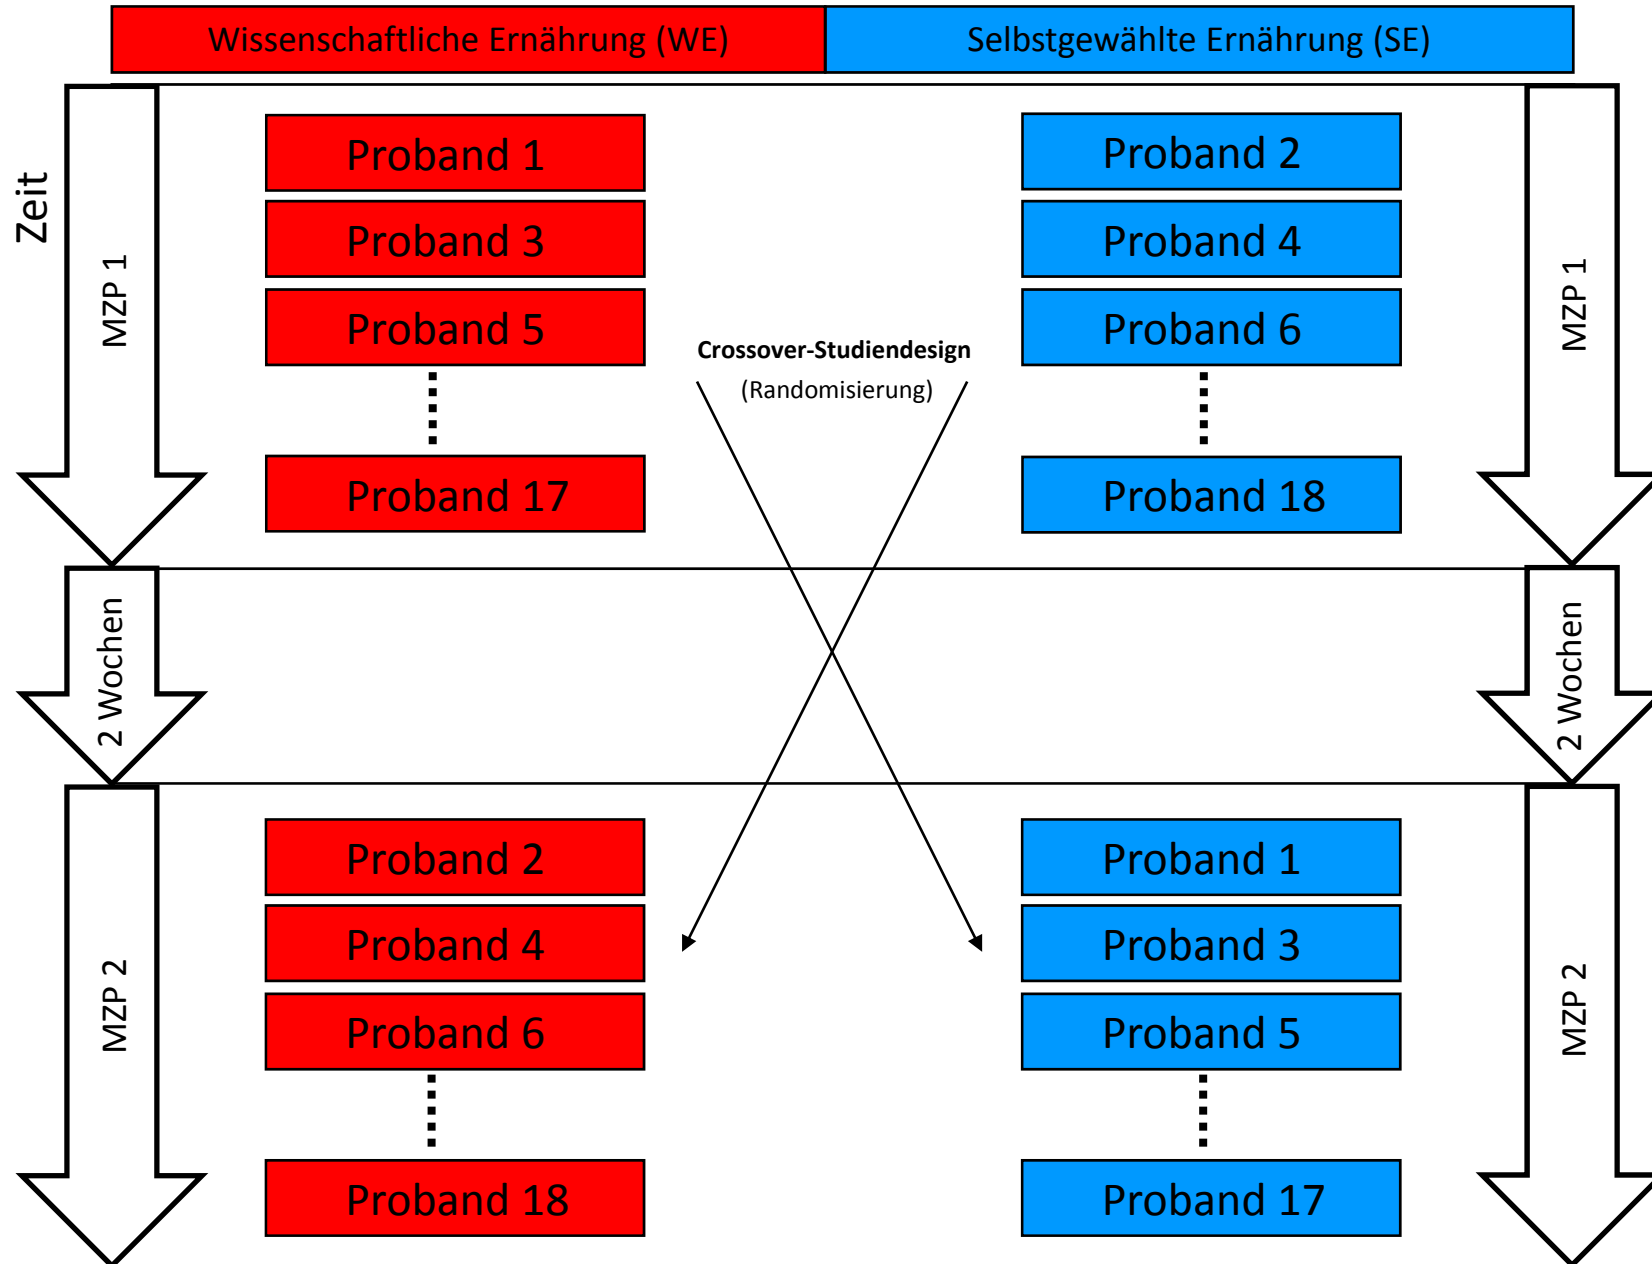 Wissenschaftliche Ernährung (WE)
Selbstgewählte Ernährung (SE)
Zeit
MZP 1
Proband 1
Proband 3
Proband 5
Proband 17
Crossover-Studiendesign
(Randomisierung)
Proband 2
Proband 4
Proband 6
Proband 18
MZP 1
2 Wochen
2 Wochen
MZP 2
Proband 2
Proband 4
Proband 6
Proband 18
Proband 1
Proband 3
Proband 5
Proband 17
MZP 2